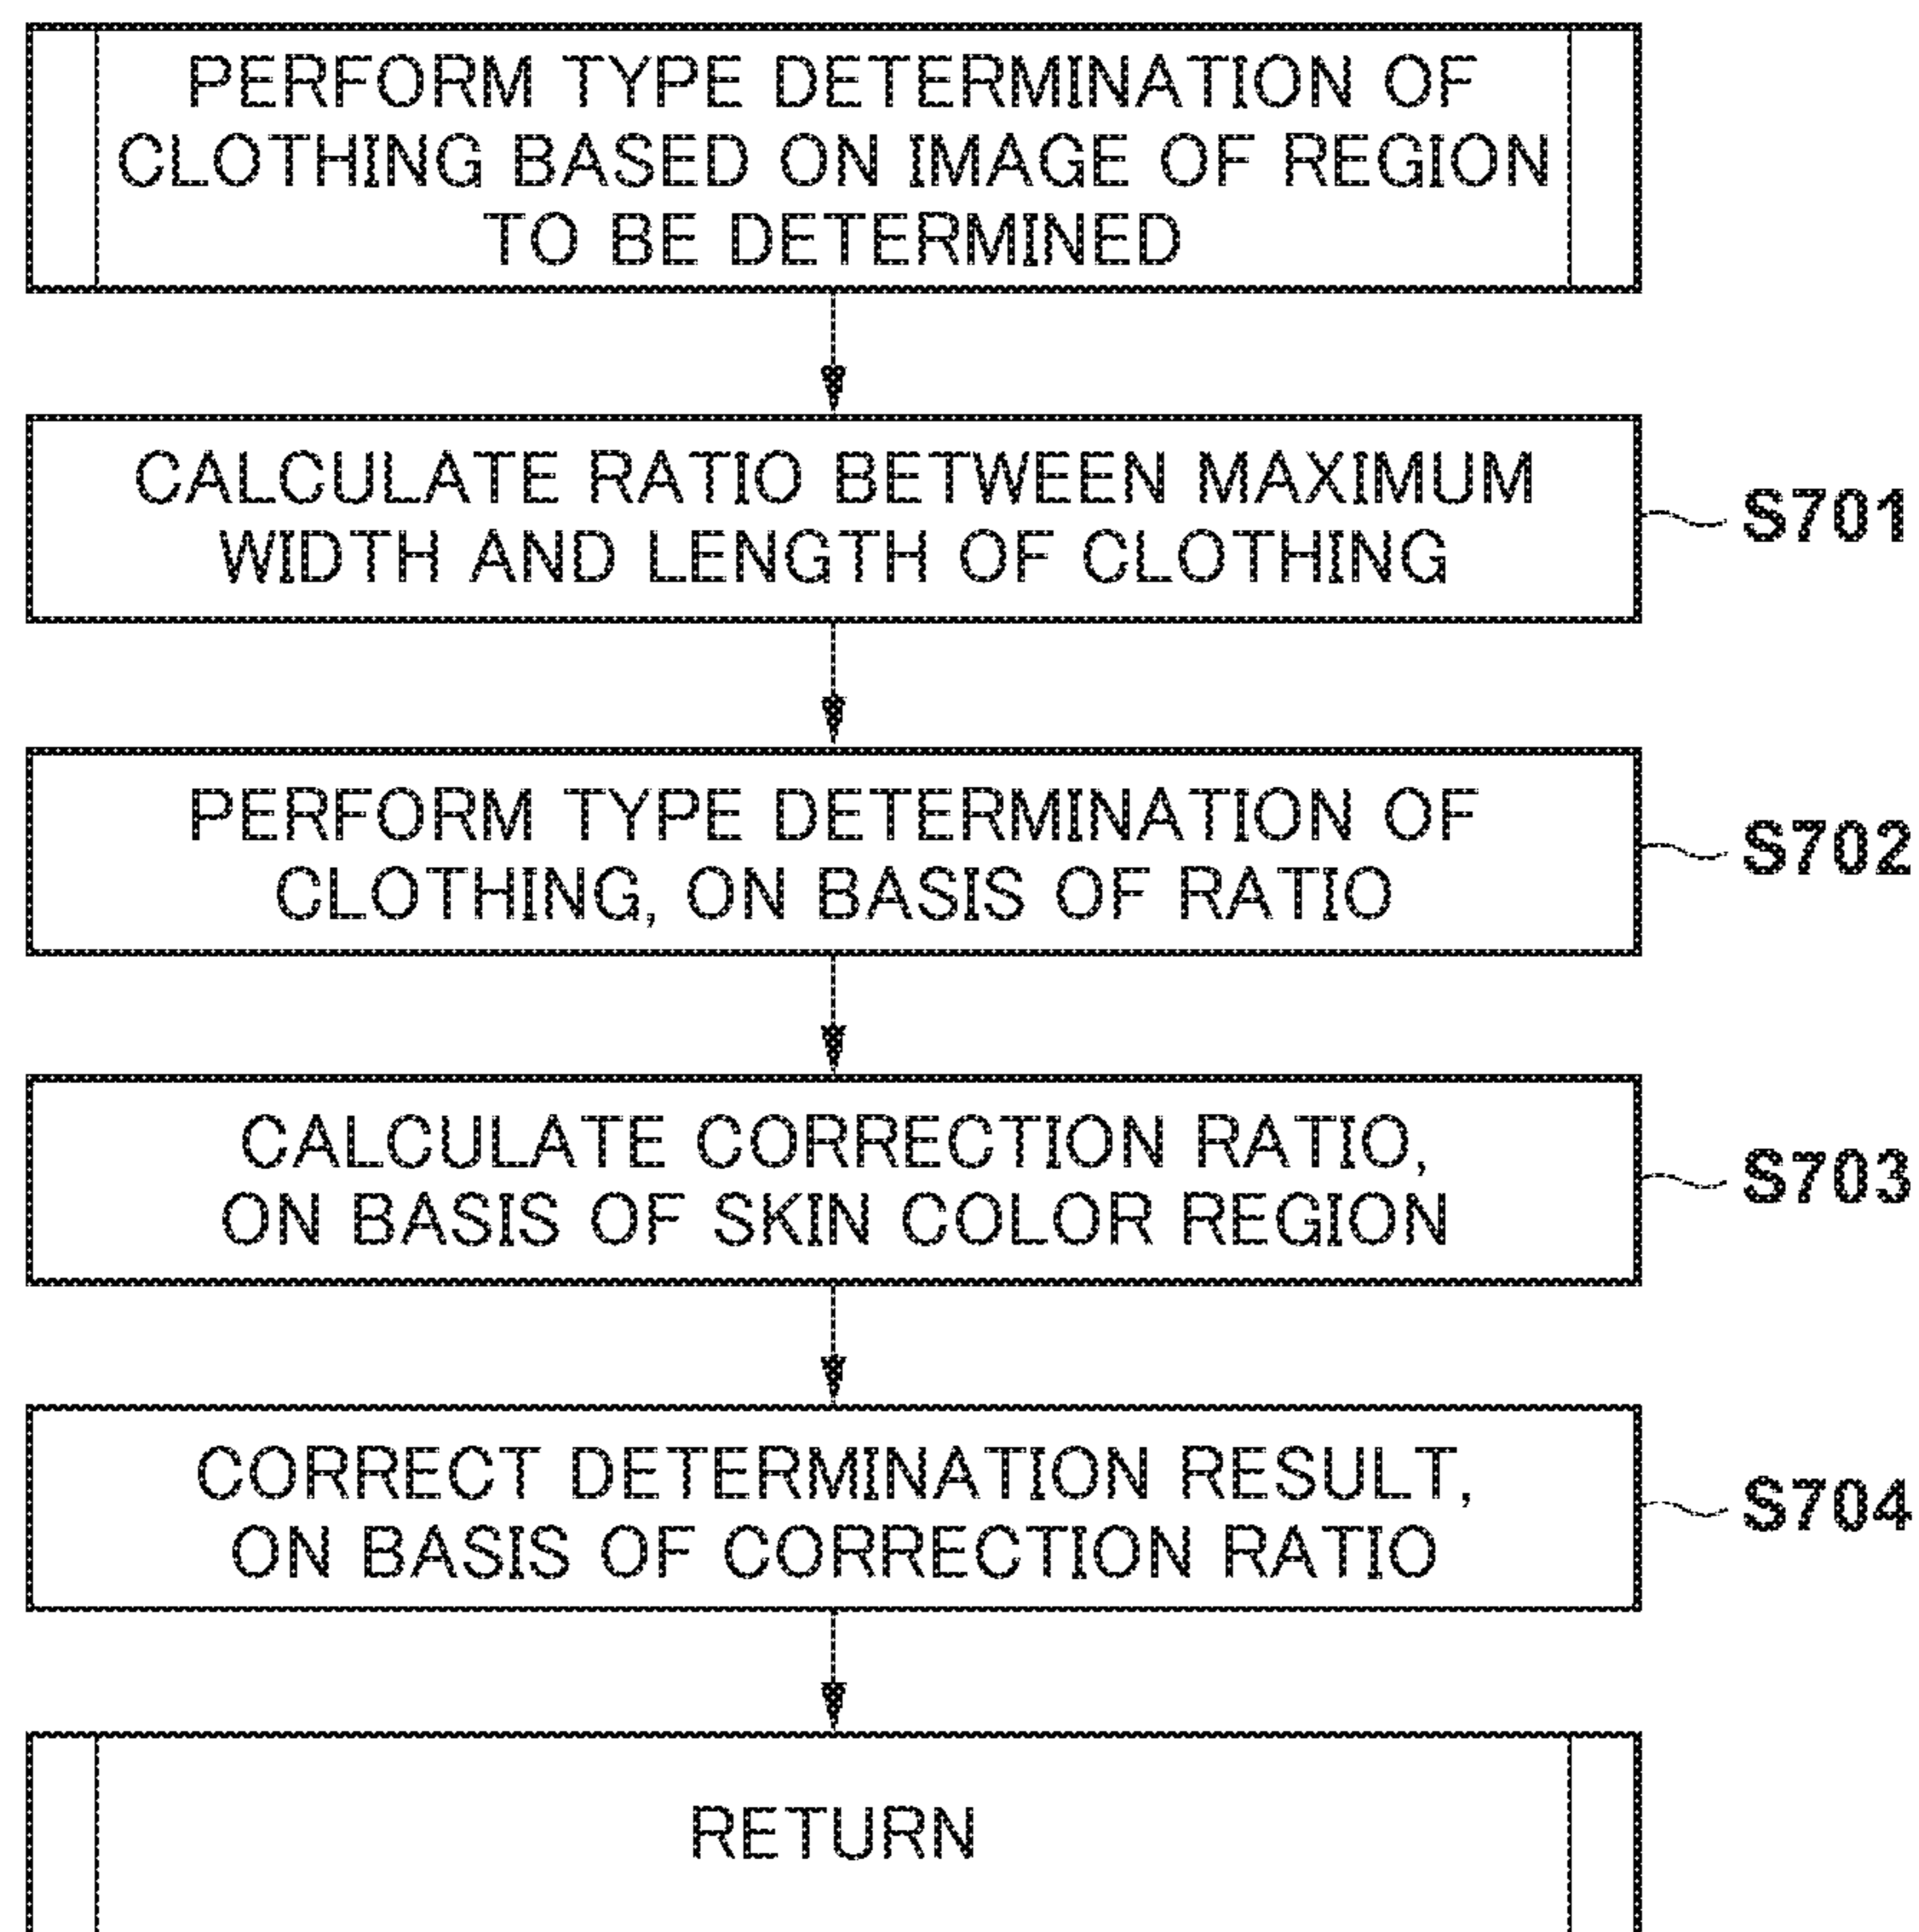 PERFORM TYPE DETERMINATION OF
CLOTHING BASED ON IMAGE OF REGION
TO BE DETERMINED
CALCULATE RATIO BETWEEN MAXIMUM
WIDTH AND LENGTH OF CLOTHING
S701
PERFORM TYPE DETERMINATION OF
CLOTHING, ON BASIS OF RATIO
S702
CALCULATE CORRECTION RATIO,
ON BASIS OF SKIN COLOR REGION
S703
CORRECT DETERMINATION RESULT,
ON BASIS OF CORRECTION RATIO
S704
RETURN